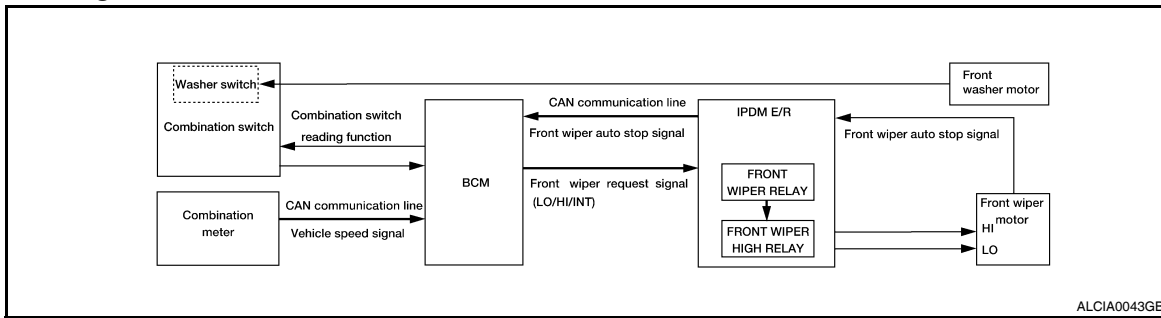 Washer switch
Combination switch
Combination switch
reading function
Combination
meter
CAN communication line
Vehicle speed signal
BCM
CAN communication line
Front wiper auto stop signal
Front wiper request signal
(LO/HI/INT)
IPDM E/R
FRONT
WIPER RELAY
FRONT WIPER
HIGH RELAY
Front
washer motor
Front wiper auto stop signal
Front wiper
motor
HI
LO
ALCIA0043GB